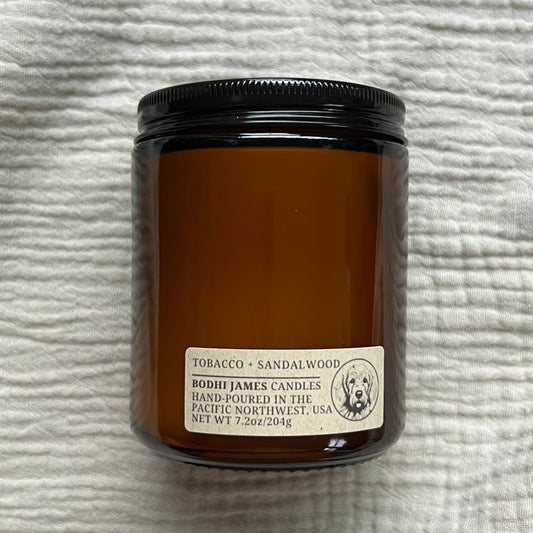 TOBACCO + SANDALWOOD
BODHI JAMES CANDLES
HAND-POURED IN THE
PACIFIC NORTHWEST, USA
NET WT 7.2oz/204g